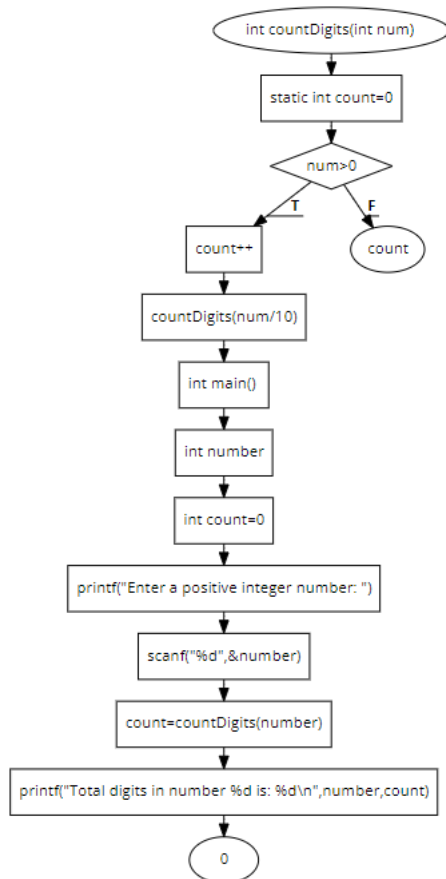 int countDigits(int num)
static int count=0
num>0
T
F
count++
count
countDigits(num/10)
int main()
int number
int count=0
printf("Enter a positive integer number: ")
scanf("%d",&number)
count=countDigits(number)
printf("Total digits in number %d is: %d\n",number,count)
0